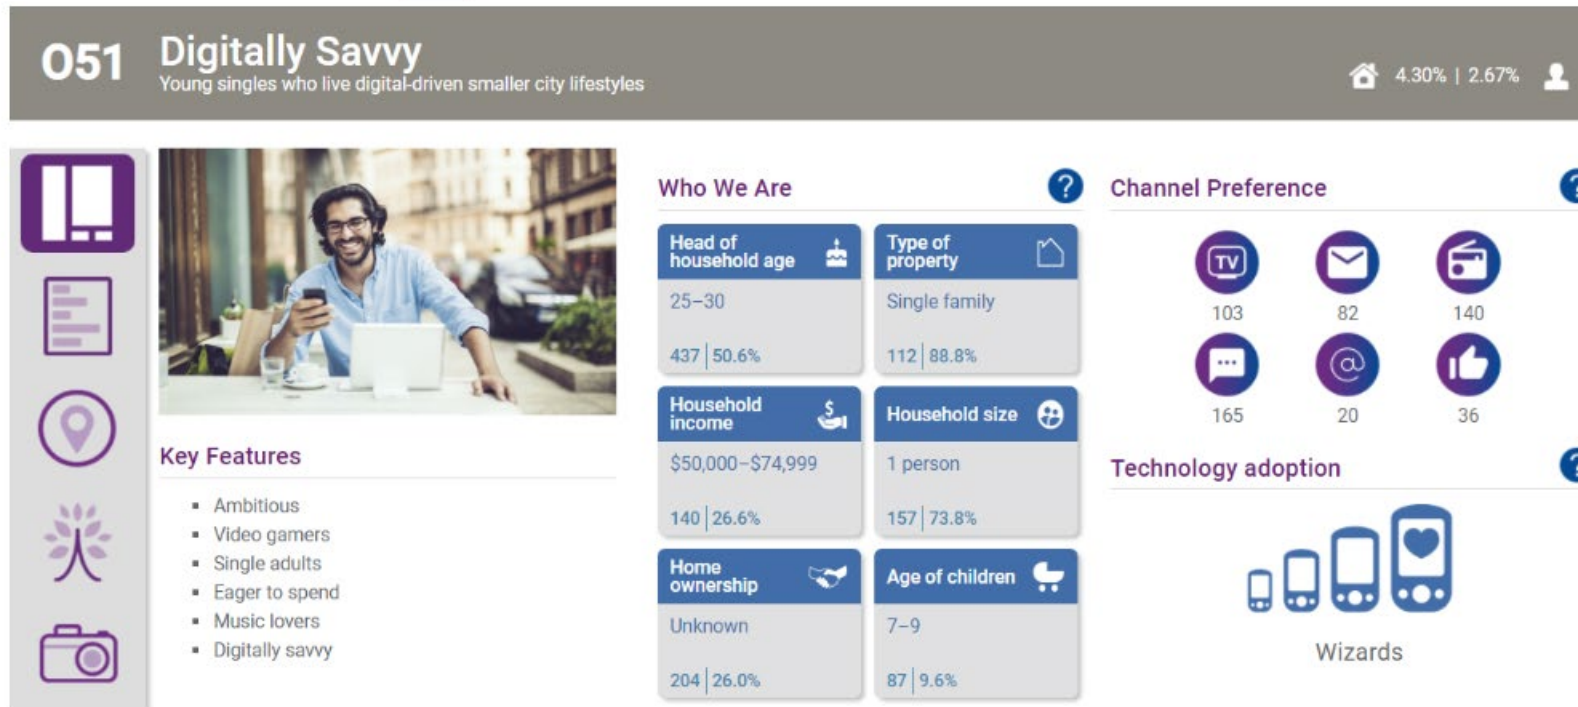 O51
Digitally Savvy
Young singles who live digital-driven smaller city lifestyles
4.30% | 2.67%
Key Features
Ambitious
Video gamers
Single adults
Eager to spend
Music lovers
Digitally savvy
Who We Are
?
Head of
household age
25–30
437 | 50.6%
Type of
property
Single family
112 | 88.8%
Household
income
$
$50,000–$74,999
140 | 26.6%
Household size
1 person
157 | 73.8%
Home
ownership
Unknown
204 | 26.0%
Age of children
7–9
87 | 9.6%
Channel Preference
?
TV
103
82
140
165
@
20
36
Technology adoption
?
Wizards